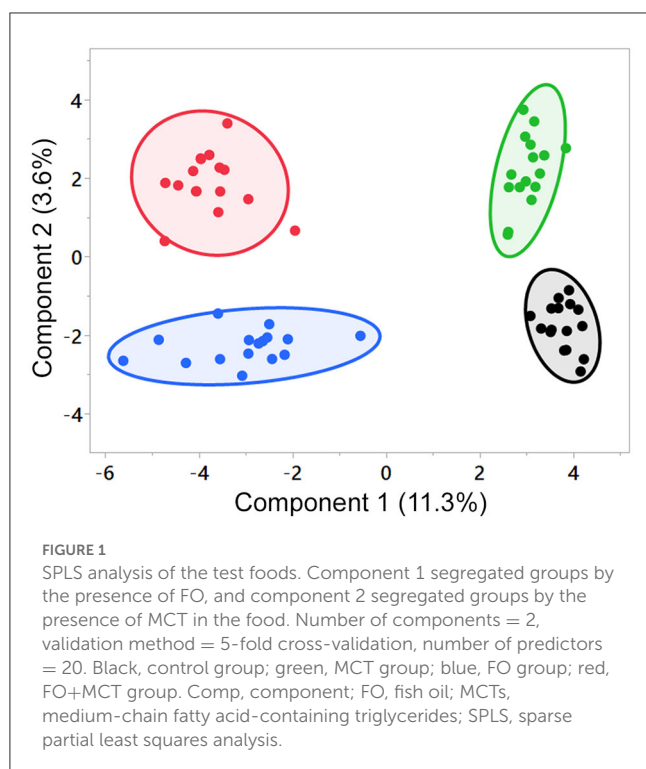 Component 2 (3.6%)
4
2
0
-2
-4
-6
-4
-2
0
2
4
Component 1 (11.3%)
FIGURE 1
SPLS analysis of the test foods. Component 1 segregated groups by
the presence of FO, and component 2 segregated groups by the
presence of MCT in the food. Number of components = 2,
validation method = 5-fold cross-validation, number of predictors
= 20. Black, control group; green, MCT group; blue, FO group; red,
FO+MCT group. Comp, component; FO, fish oil; MCTs,
medium-chain fatty acid-containing triglycerides; SPLS, sparse
partial least squares analysis.